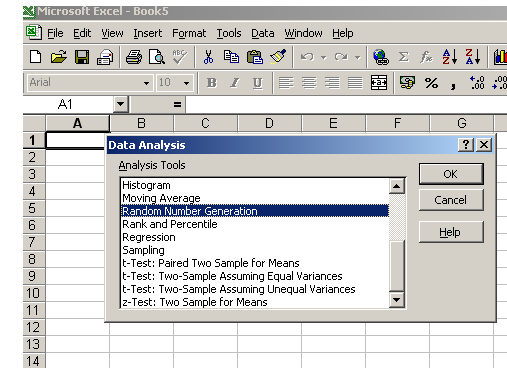 Microsoft Excel - Book5
File Edit View Insert Format Tools Data Window Help
Arial 10 B I U % ,
A1 =
A B C D E F G
1
2
3
4
5
6
7
8
9
10
11
12
13
14
Data Analysis
Analysis Tools
Histogram
Moving Average
Random Number Generation
Rank and Percentile
Regression
Sampling
t-Test: Paired Two Sample for Means
t-Test: Two-Sample Assuming Equal Variances
t-Test: Two-Sample Assuming Unequal Variances
z-Test: Two Sample for Means
OK
Cancel
Help